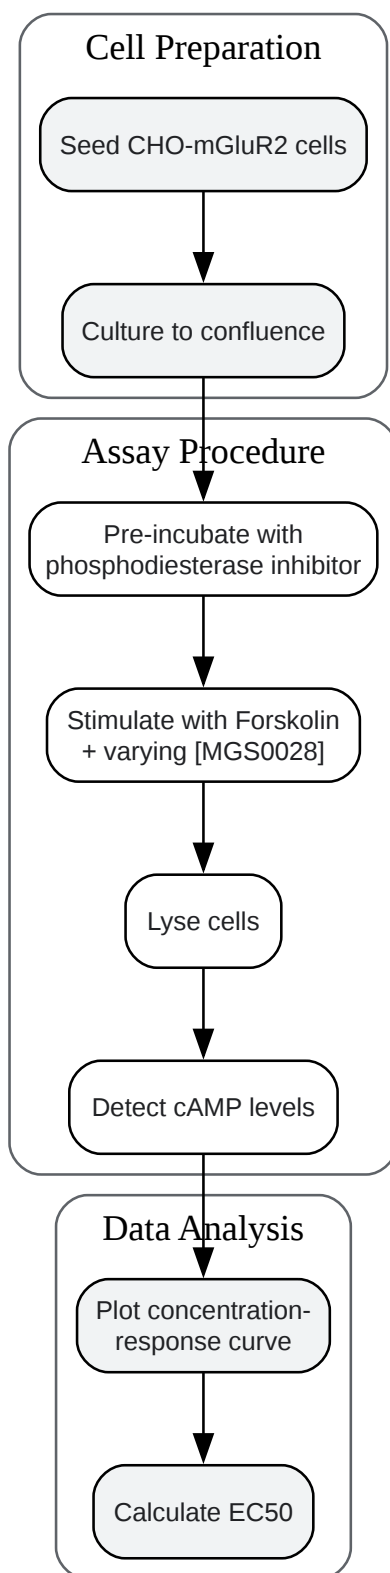 Cell Preparation
Seed CHO-mGluR2 cells
Culture to confluence
Assay Procedure
Pre-incubate with
phosphodiesterase inhibitor
Stimulate with Forskolin
+ varying [MGS0028]
Lyse cells
Detect cAMP levels
Data Analysis
Plot concentration-
response curve
Calculate EC50